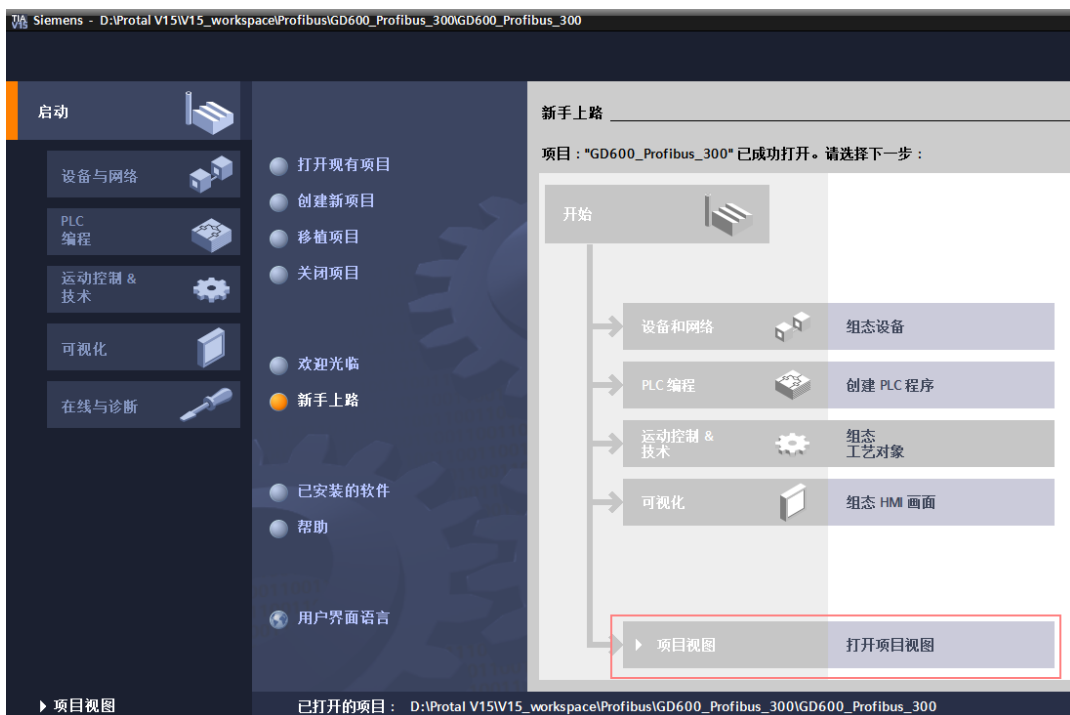 TIA
V15
Siemens - D:\Protal V15\V15_workspace\Profibus\GD600_Profibus_300\GD600_Profibus_300
启动
设备与网络
PLC
编程
运动控制 &
技术
可视化
在线与诊断
项目视图
打开现有项目
创建新项目
移植项目
关闭项目
欢迎光临
新手上路
已安装的软件
帮助
用户界面语言
新手上路
项目:"GD600_Profibus_300" 已成功打开。请选择下一步:
开始
设备和网络
组态设备
PLC 编程
创建 PLC 程序
运动控制 &
技术
组态
工艺对象
可视化
组态 HMI 画面
项目视图
打开项目视图
已打开的项目: D:\Protal V15\V15_workspace\Profibus\GD600_Profibus_300\GD600_Profibus_300